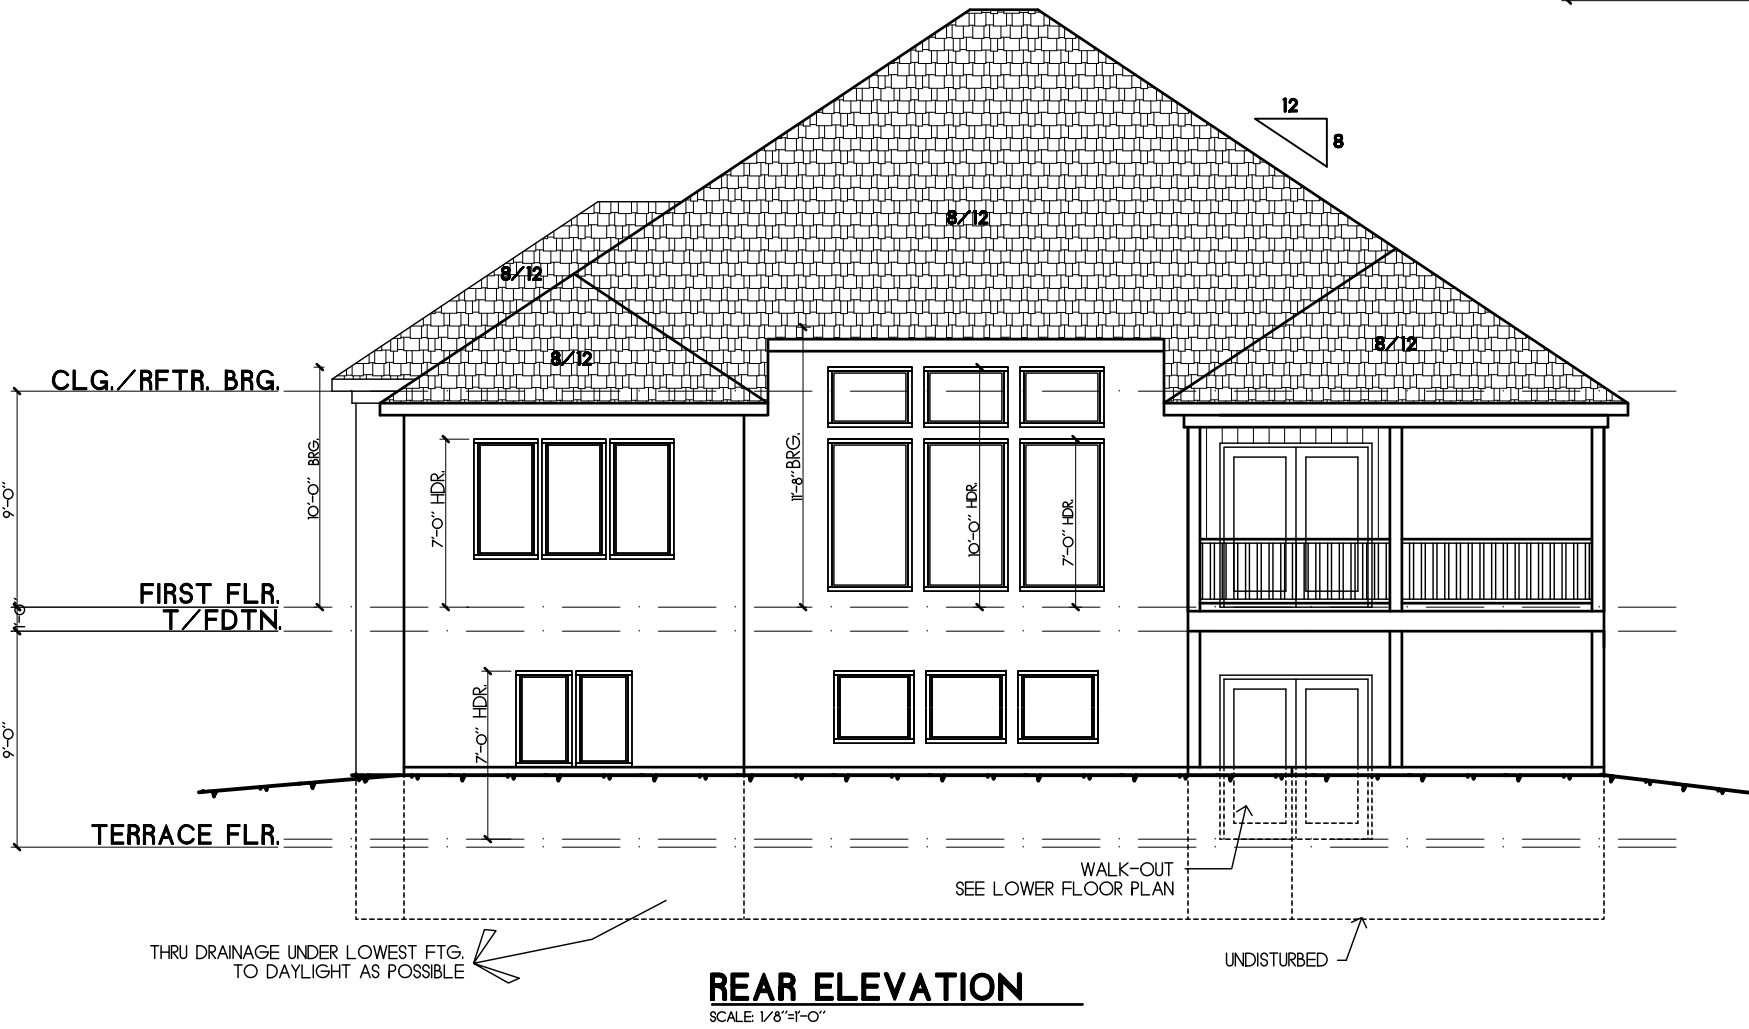 12
8
8/12
8/12
8/12
8/12
CLG./RFTR. BRG.
10'-0" BRG.
7'-0" HDR.
11'-8" BRG.
10'-0" HDR.
7'-0" HDR.
9'-0"
FIRST FLR.
1'-0"
T/FDTN.
7'-0" HDR.
9'-0"
TERRACE FLR.
WALK-OUT
SEE LOWER FLOOR PLAN
THRU DRAINAGE UNDER LOWEST FTG.
TO DAYLIGHT AS POSSIBLE
UNDISTURBED
REAR ELEVATION
SCALE: 1/8"=1'-0"